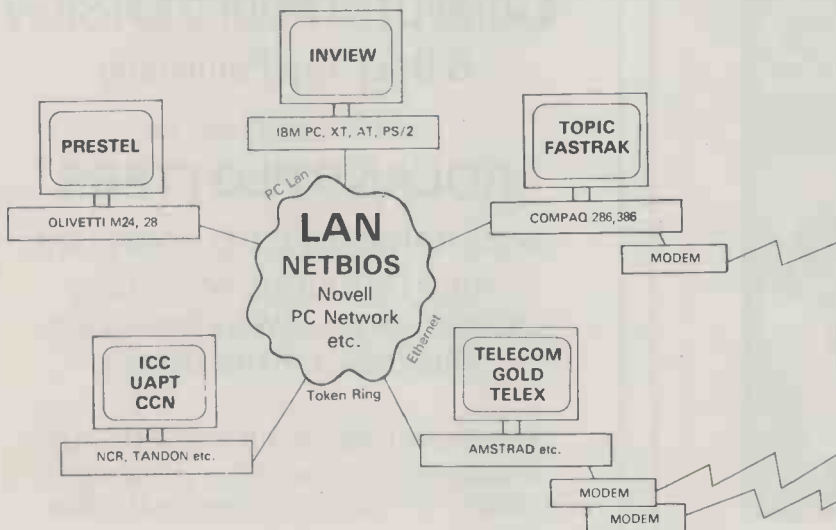 INVIEW
IBM PC, XT, AT, PS/2
PRESTEL
OLIVETTI M24, 28
TOPIC
FASTRAK
COMPAQ 286,386
MODEM
PC Lan
LAN
NETBIOS
Novell
PC Network
etc.
Ethernet
Token Ring
ICC
UAPT
CCN
NCR, TANDON etc.
TELECOM
GOLD
TELEX
AMSTRAD etc.
MODEM
MODEM